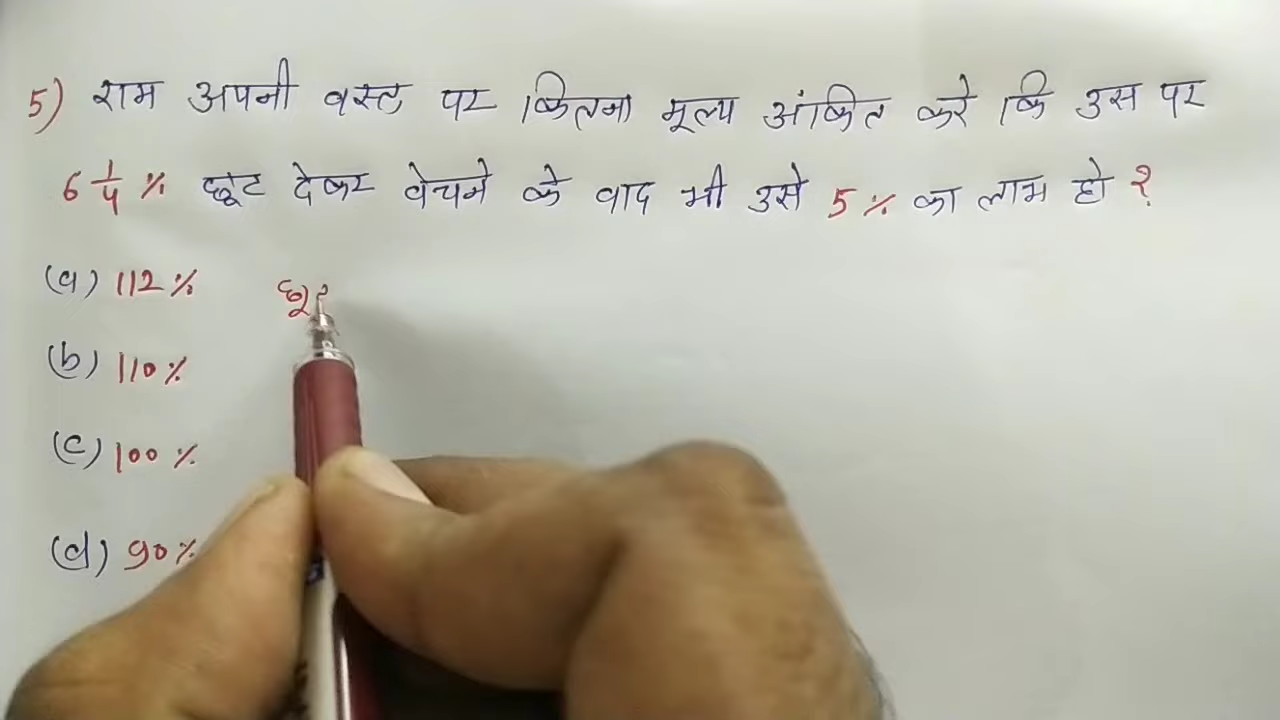 5) राम अपनी वस्तु पर कितना मूल्य अंकित करे कि उस पर
6 1/4 % छूट देकर बेचने के बाद भी उसे 5% का लाभ हो ?
(a) 112%
छू
(b) 110%
(c) 100%
(d) 90%